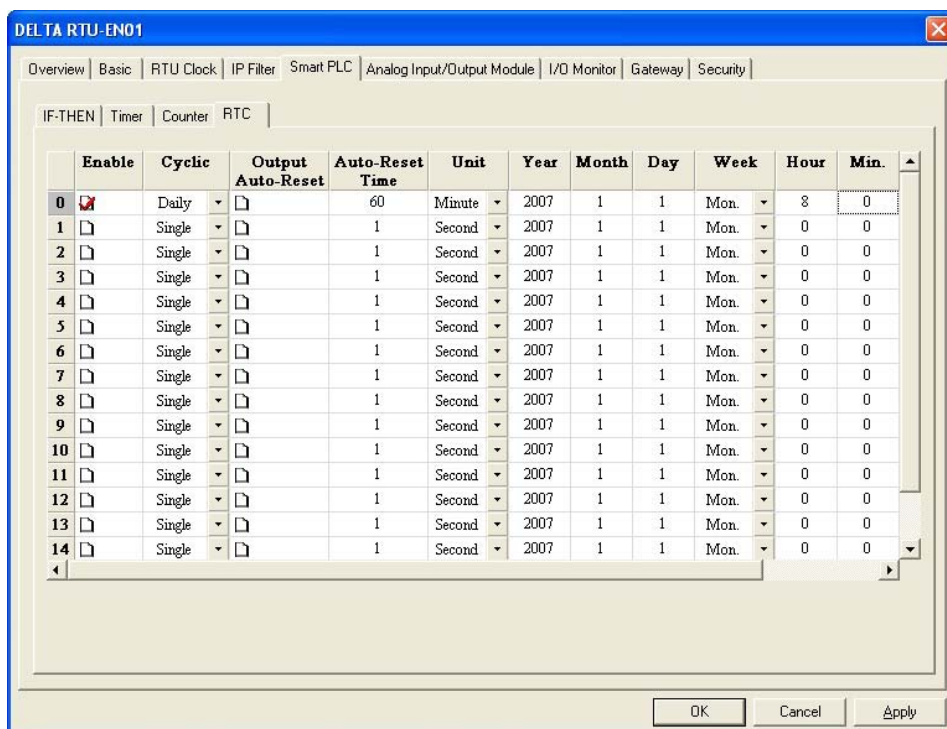 DELTA RTU-EN01
Overview Basic RTU Clock IP Filter Smart PLC Analog Input/Output Module I/O Monitor Gateway Security
IF-THEN Timer Counter RTC
Enable Cyclic Output Auto-Reset Auto-Reset Time Unit Year Month Day Week Hour Min.
0 Daily 60 Minute 2007 1 1 Mon. 8 0
1 Single 1 Second 2007 1 1 Mon. 0 0
2 Single 1 Second 2007 1 1 Mon. 0 0
3 Single 1 Second 2007 1 1 Mon. 0 0
4 Single 1 Second 2007 1 1 Mon. 0 0
5 Single 1 Second 2007 1 1 Mon. 0 0
6 Single 1 Second 2007 1 1 Mon. 0 0
7 Single 1 Second 2007 1 1 Mon. 0 0
8 Single 1 Second 2007 1 1 Mon. 0 0
9 Single 1 Second 2007 1 1 Mon. 0 0
10 Single 1 Second 2007 1 1 Mon. 0 0
11 Single 1 Second 2007 1 1 Mon. 0 0
12 Single 1 Second 2007 1 1 Mon. 0 0
13 Single 1 Second 2007 1 1 Mon. 0 0
14 Single 1 Second 2007 1 1 Mon. 0 0
OK Cancel Apply